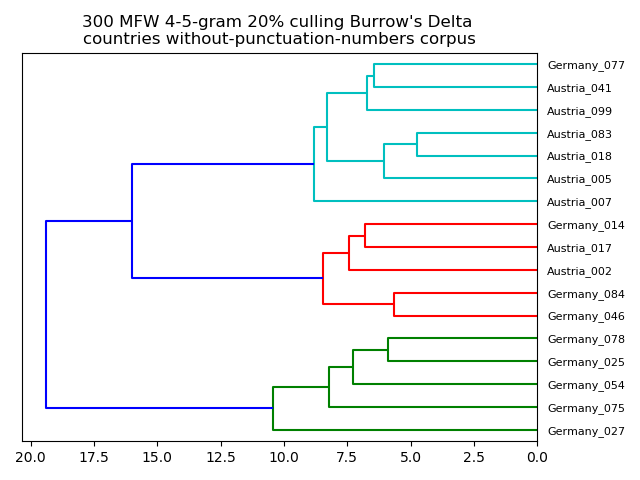 300 MFW 4-5-gram 20% culling Burrow's Delta
countries without-punctuation-numbers corpus
Germany_077
Austria_041
Austria_099
Austria_083
Austria_018
Austria_005
Austria_007
Germany_014
Austria_017
Austria_002
Germany_084
Germany_046
Germany_078
Germany_025
Germany_054
Germany_075
Germany_027
20.0 17.5 15.0 12.5 10.0 7.5 5.0 2.5 0.0